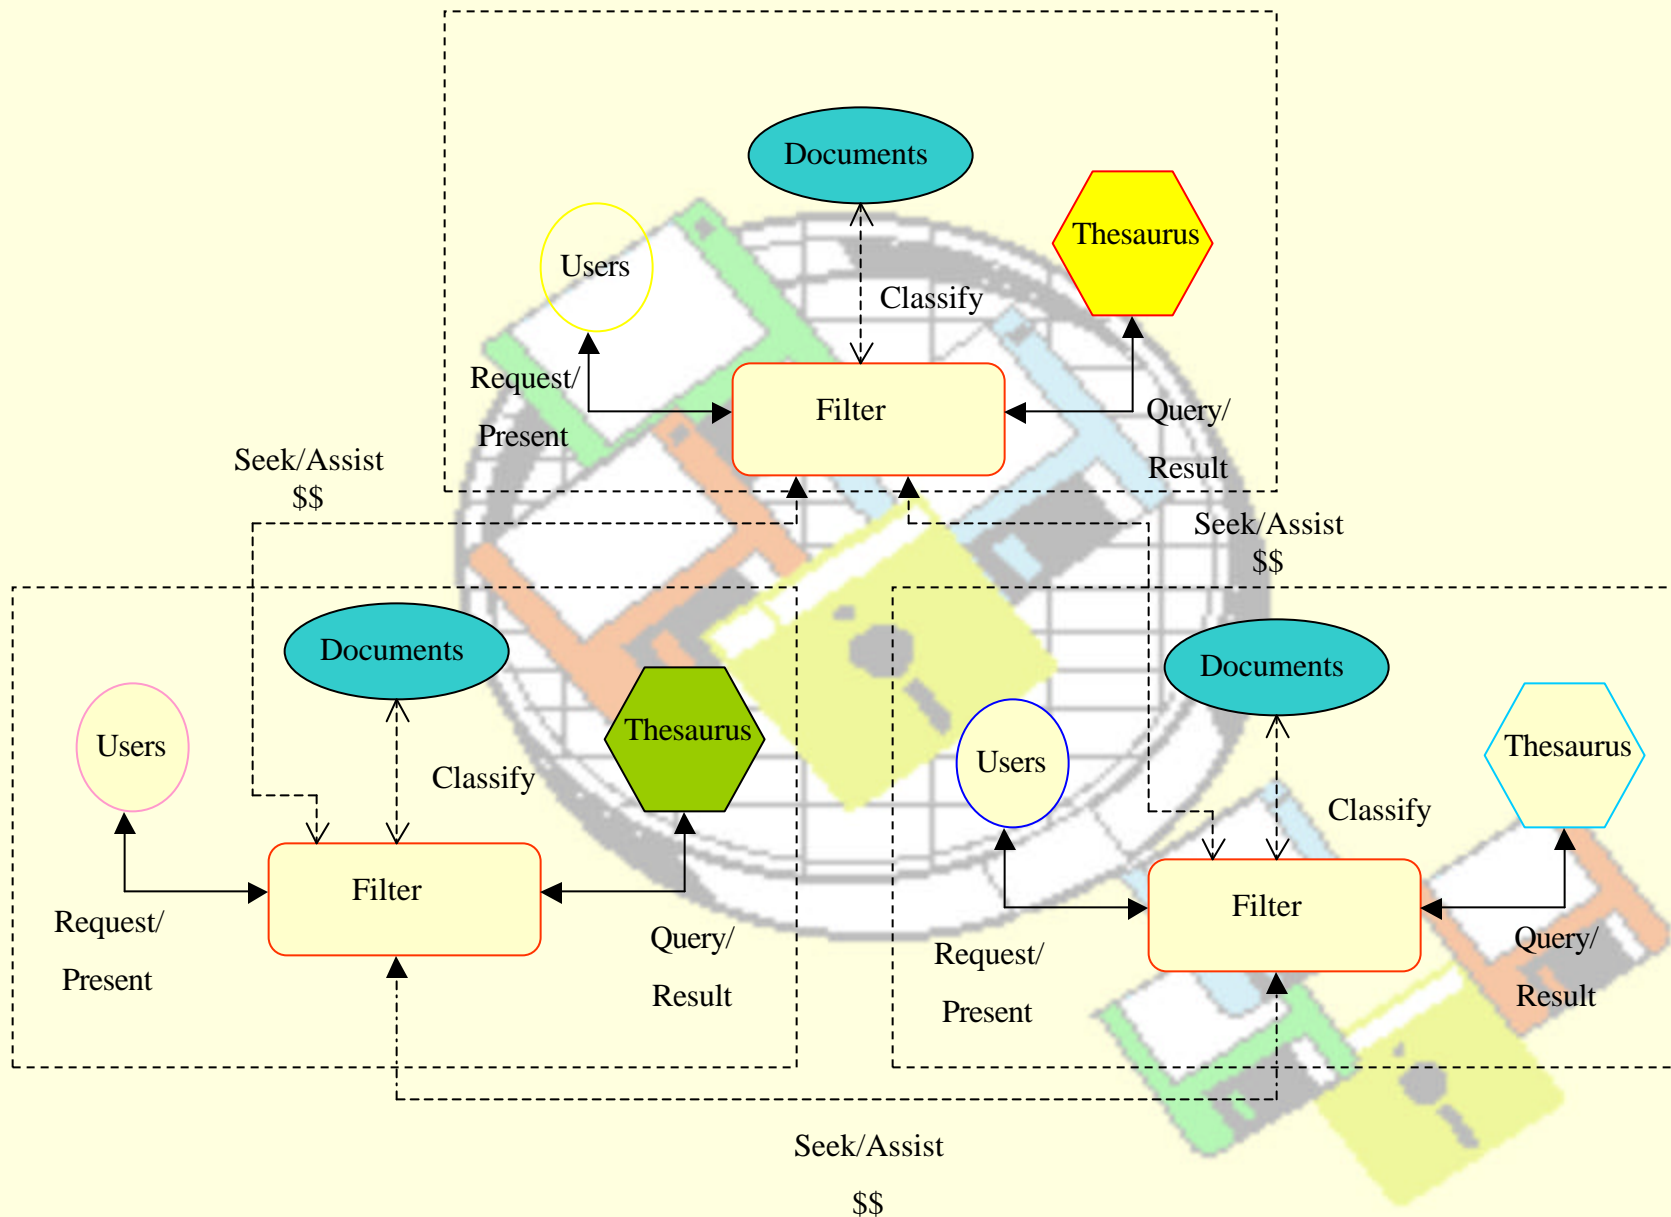 Documents
Thesaurus
Users
Classify
Request/
Present
Filter
Query/
Result
Seek/Assist
$$
Seek/Assist
$$
Documents
Thesaurus
Users
Classify
Filter
Request/
Present
Query/
Result
Documents
Thesaurus
Users
Classify
Filter
Request/
Present
Query/
Result
Seek/Assist
$$